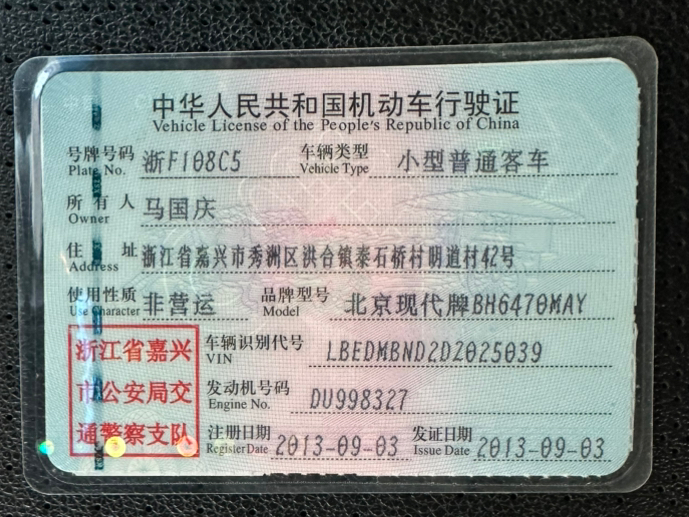 中华人民共和国机动车行驶证
Vehicle License of the People's Republic of China
号牌号码 浙F108C5 车辆类型 小型普通客车
Plate No. Vehicle Type
所有人 马国庆
Owner
住址 浙江省嘉兴市秀洲区洪合镇泰石桥村明道村42号
Address
使用性质 非营运 品牌型号 北京现代牌BH6470MAY
Use Character Model
浙江省嘉兴
市公安局交
通警察支队
车辆识别代号 LBEDMBND2DZ025039
VIN
发动机号码 DU998327
Engine No.
注册日期 2013-09-03 发证日期 2013-09-03
Register Date Issue Date